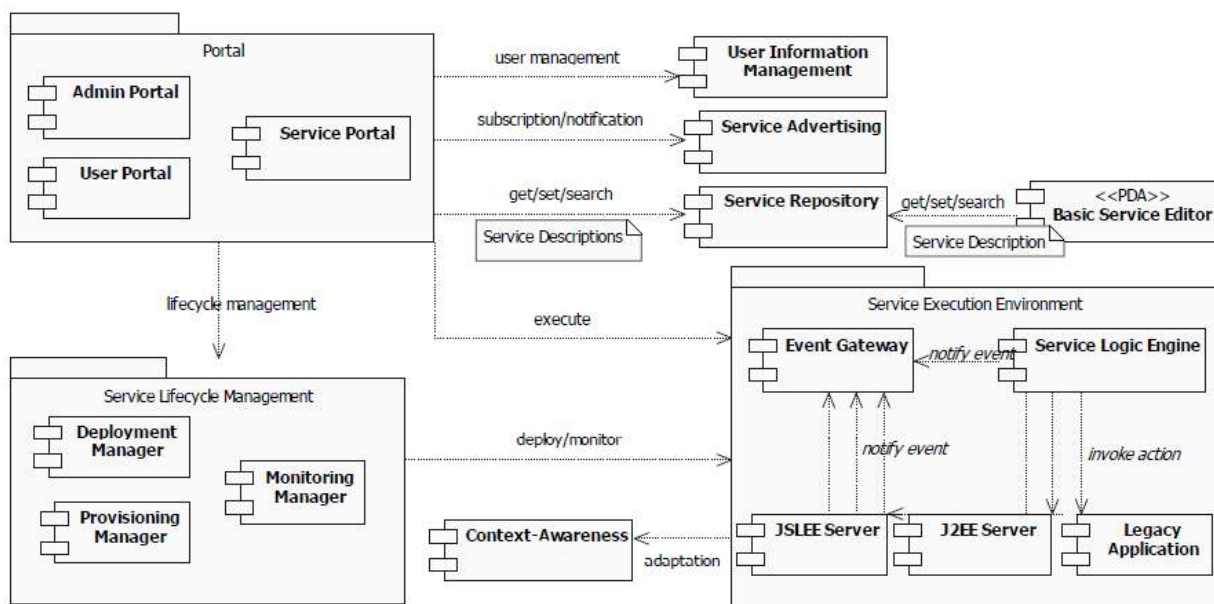 Portal
Admin Portal
Service Portal
User Portal
user management
User Information
Management
subscription/notification
Service Advertising
get/set/search
Service Descriptions
Service Repository
get/set/search
Service Description
<<PDA>>
Basic Service Editor
lifecycle management
execute
Service Execution Environment
Event Gateway
notify event
Service Logic Engine
Service Lifecycle Management
Deployment
Manager
Monitoring
Manager
Provisioning
Manager
deploy/monitor
notify event
invoke action
Context-Awareness
adaptation
JSLEE Server
J2EE Server
Legacy
Application